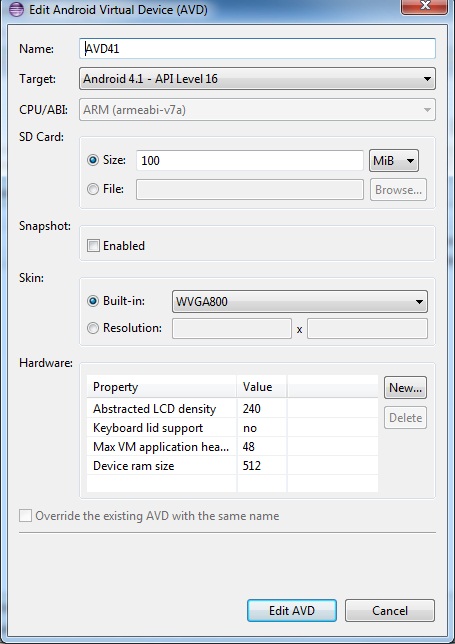 Edit Android Virtual Device (AVD)
Name: AVD41
Target: Android 4.1 - API Level 16
CPU/ABI: ARM (armeabi-v7a)
SD Card:
Size: 100 MiB
File: Browse...
Snapshot:
Enabled
Skin:
Built-in: WVGA800
Resolution: x
Hardware:
Property Value New...
Abstracted LCD density 240 Delete
Keyboard lid support no
Max VM application hea... 48
Device ram size 512
Override the existing AVD with the same name
Edit AVD Cancel